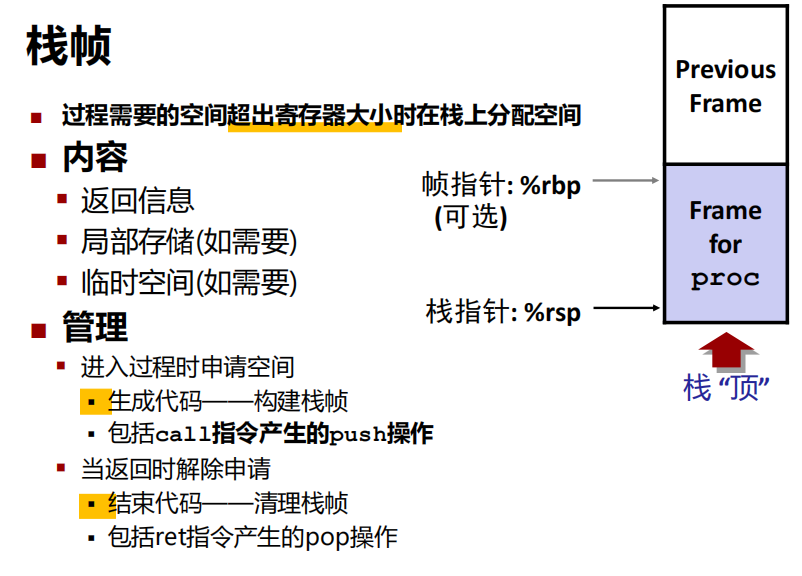 栈帧
过程需要的空间超出寄存器大小时在栈上分配空间
内容
返回信息
局部存储(如需要)
临时空间(如需要)
管理
进入过程时申请空间
生成代码——构建栈帧
包括call指令产生的push操作
当返回时解除申请
结束代码——清理栈帧
包括ret指令产生的pop操作
帧指针: %rbp
(可选)
栈指针: %rsp
Previous
Frame
Frame
for
proc
栈 “顶”